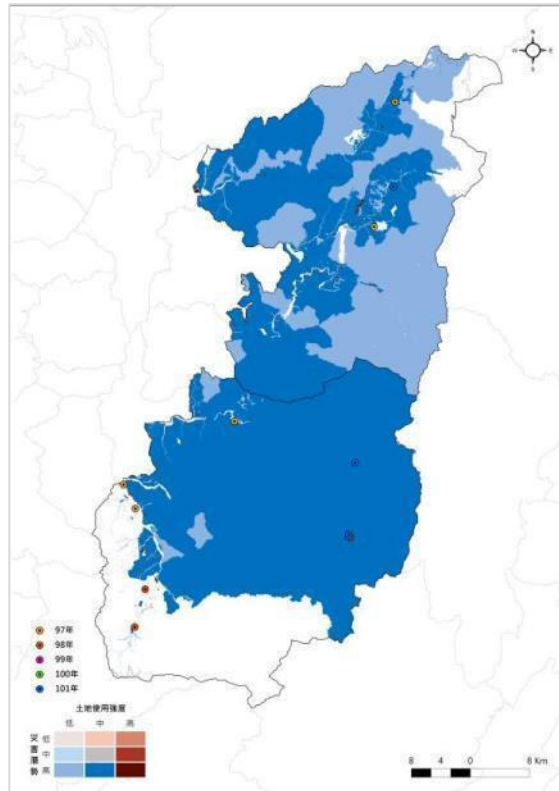 N
W E
S
97年
98年
99年
100年
101年
土地使用強度
低 中 高
災害潛勢
低
中
高
8 4 0 8 Km